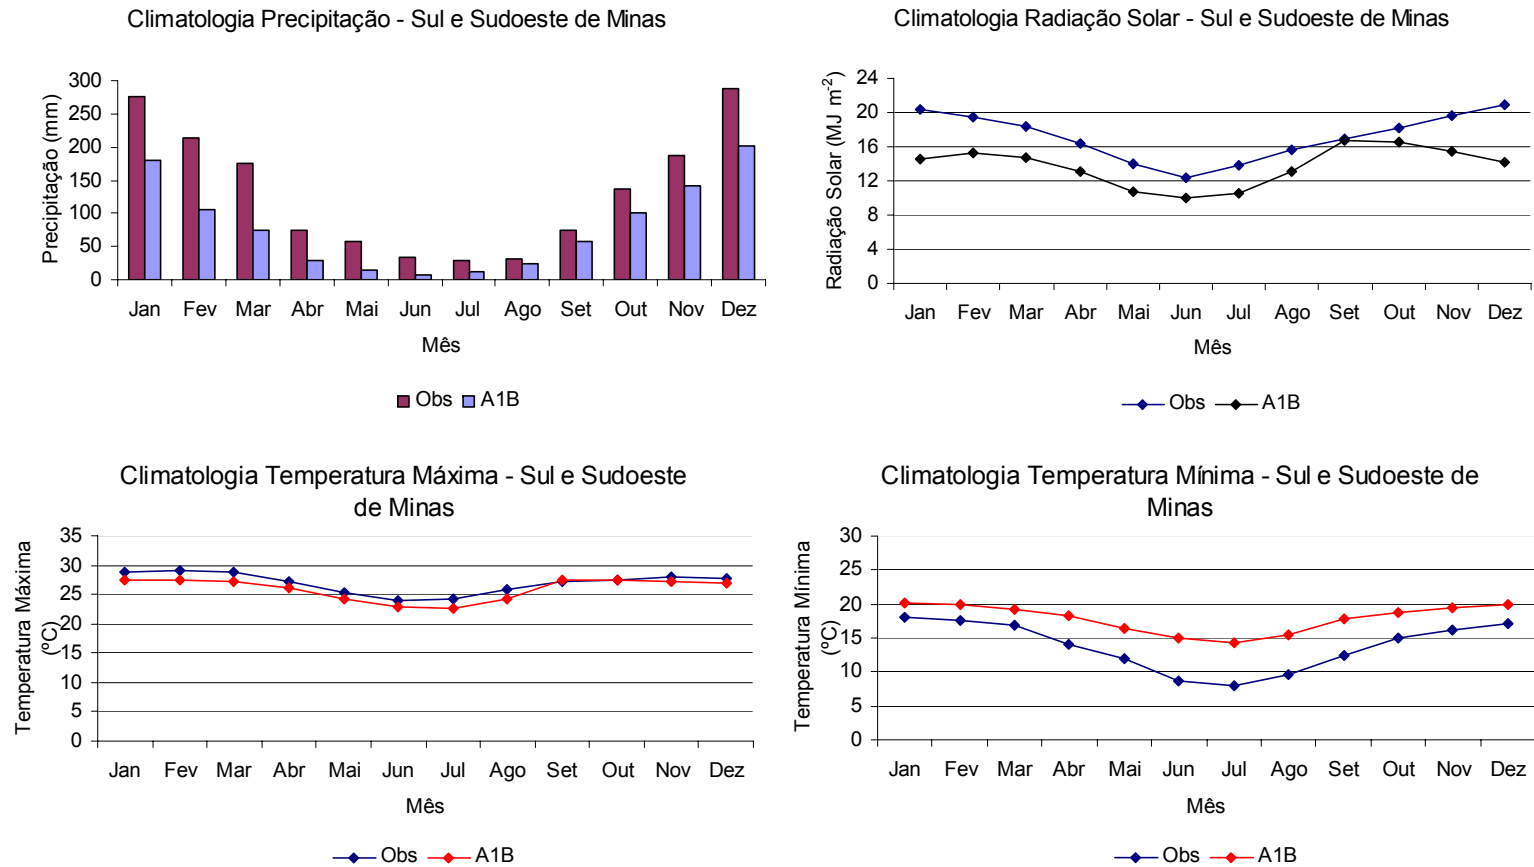 Climatologia Precipitação - Sul e Sudoeste de Minas
Precipitação (mm)
300
250
200
150
100
50
0
Jan Fev Mar Abr Mai Jun Jul Ago Set Out Nov Dez
Mês
Obs A1B
Climatologia Radiação Solar - Sul e Sudoeste de Minas
Radiação Solar (MJ m-2)
24
20
16
12
8
4
0
Jan Fev Mar Abr Mai Jun Jul Ago Set Out Nov Dez
Mês
Obs A1B
Climatologia Temperatura Máxima - Sul e Sudoeste
de Minas
Temperatura Máxima
(ºC)
35
30
25
20
15
10
5
0
Jan Fev Mar Abr Mai Jun Jul Ago Set Out Nov Dez
Mês
Obs A1B
Climatologia Temperatura Mínima - Sul e Sudoeste de
Minas
Temperatura Mínima
(ºC)
30
25
20
15
10
5
0
Jan Fev Mar Abr Mai Jun Jul Ago Set Out Nov Dez
Mês
Obs A1B